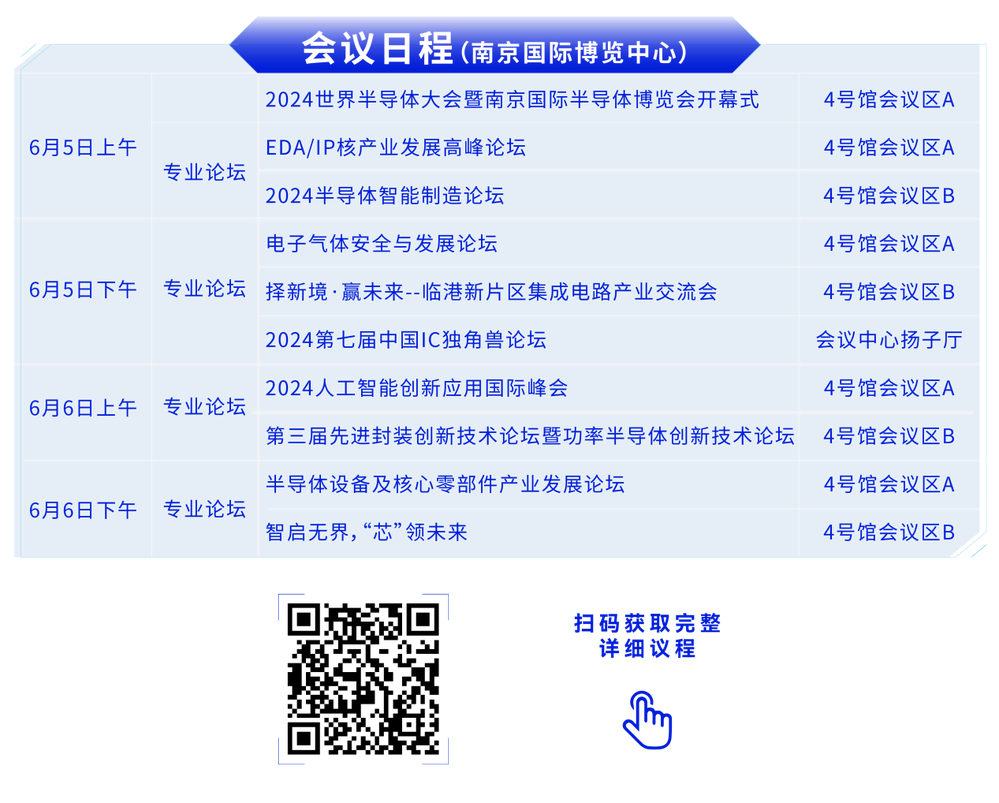 会议日程(南京国际博览中心)
6月5日上午
2024世界半导体大会暨南京国际半导体博览会开幕式
4号馆会议区A
专业论坛
EDA/IP核产业发展高峰论坛
4号馆会议区A
2024半导体智能制造论坛
4号馆会议区B
6月5日下午
专业论坛
电子气体安全与发展论坛
4号馆会议区A
择新境·赢未来--临港新片区集成电路产业交流会
4号馆会议区B
2024第七届中国IC独角兽论坛
会议中心扬子厅
6月6日上午
专业论坛
2024人工智能创新应用国际峰会
4号馆会议区A
第三届先进封装创新技术论坛暨功率半导体创新技术论坛
4号馆会议区B
6月6日下午
专业论坛
半导体设备及核心零部件产业发展论坛
4号馆会议区A
智启无界，“芯”领未来
4号馆会议区B
扫码获取完整
详细议程